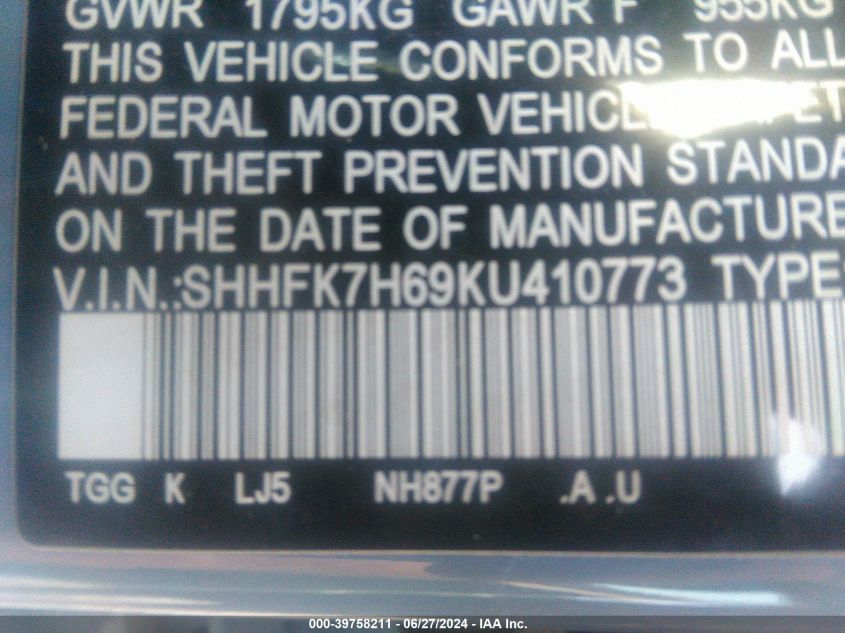 GVWR 1795KG GAWR F 955KG
THIS VEHICLE CONFORMS TO ALL
FEDERAL MOTOR
AND THEFT PREVENTION STANDA
ON THE DATE OF MANUFACTURE
V.I.N.:SHHFK7H69KU410773 TYPE:
TGG K LJ5 NH877P .A .U
000-39758211 - 06/27/2024 - IAA Inc.